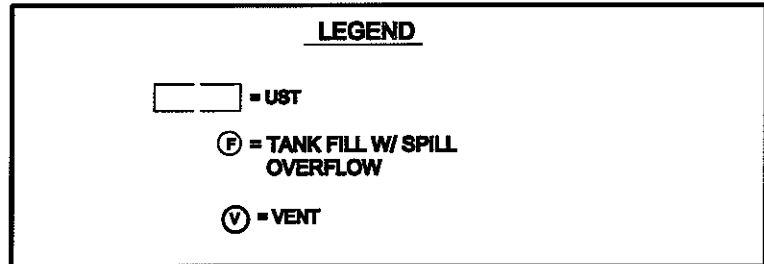 LEGEND
= UST
F = TANK FILL W/ SPILL
OVERFLOW
V = VENT